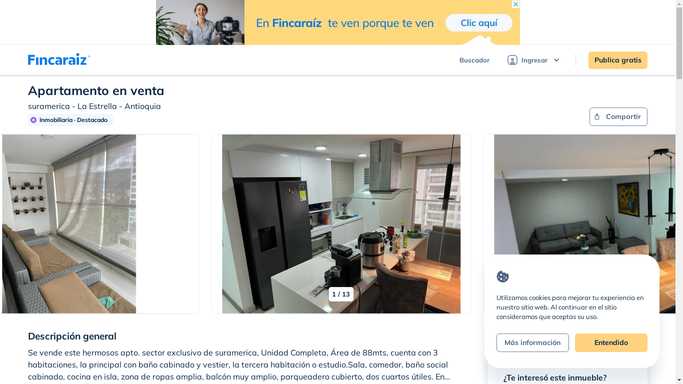 En Fincaraíz te ven porque te ven
Clic aquí
Fincaraiz
Buscador
Ingresar
Publica gratis
Apartamento en venta
suramerica - La Estrella - Antioquia
Inmobiliaria · Destacado
Compartir
1 / 13
Utilizamos cookies para mejorar tu experiencia en
nuestro sitio web. Al continuar en el sitio
consideramos que aceptas su uso.
Más información
Entendido
Descripción general
Se vende este hermosos apto. sector exclusivo de suramerica, Unidad Completa, Área de 88mts, cuenta con 3
habitaciones, la principal con baño cabinado y vestier, la tercera habitación o estudio.Sala, comedor, baño social
cabinado, cocina en isla, zona de ropas amplia, balcón muy amplio, parqueadero cubierto, dos cuartos útiles. En...
¿Te interesó este inmueble?